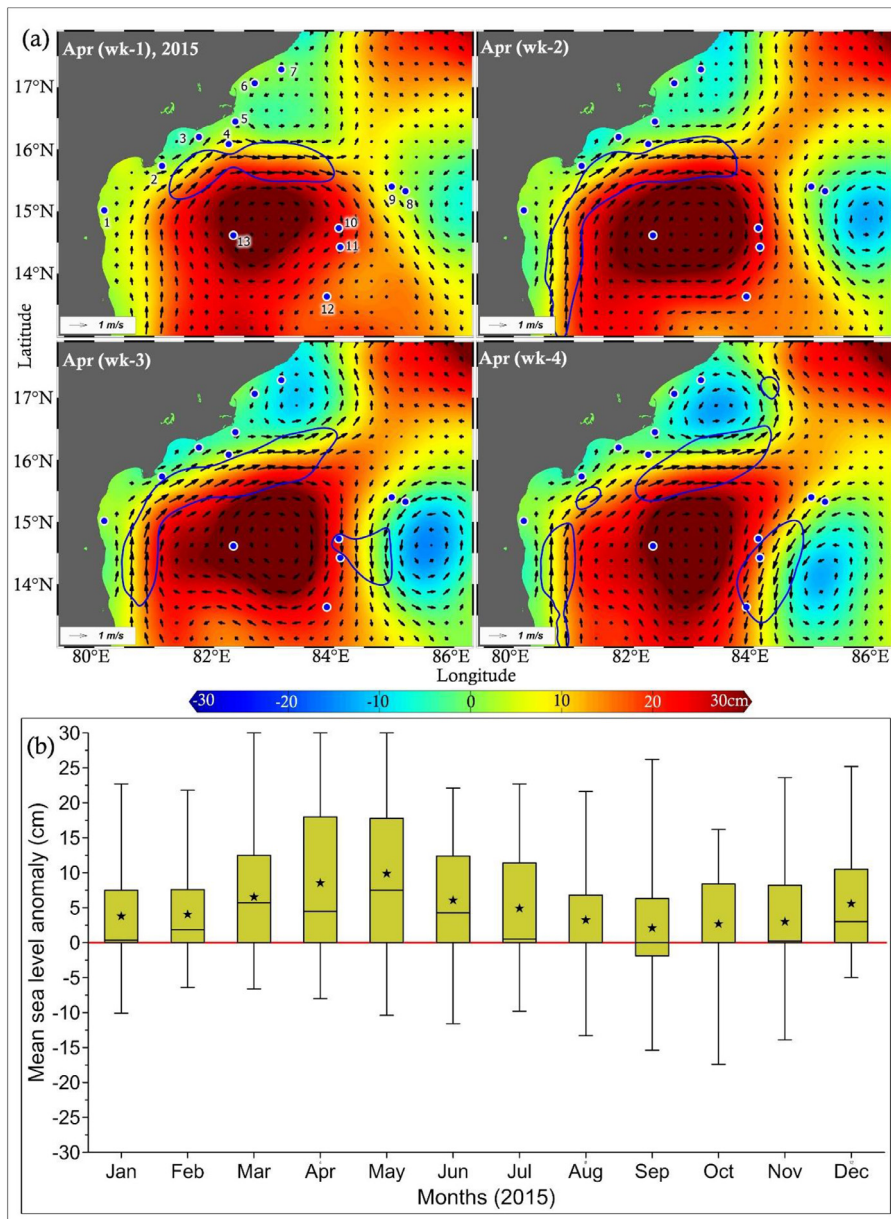 (a)
Apr (wk-1), 2015
Apr (wk-2)
17°N
16°N
15°N
14°N
1
2
3
4
5
6
7
8
9
10
11
12
13
1 m/s
1 m/s
Latitude
Apr (wk-3)
Apr (wk-4)
17°N
16°N
15°N
14°N
1 m/s
1 m/s
80°E 82°E 84°E 86°E 80°E 82°E 84°E 86°E
Longitude
-30 -20 -10 0 10 20 30cm
(b)
Mean sea level anomaly (cm)
30
25
20
15
10
5
0
-5
-10
-15
-20
-25
-30
Jan Feb Mar Apr May Jun Jul Aug Sep Oct Nov Dec
Months (2015)